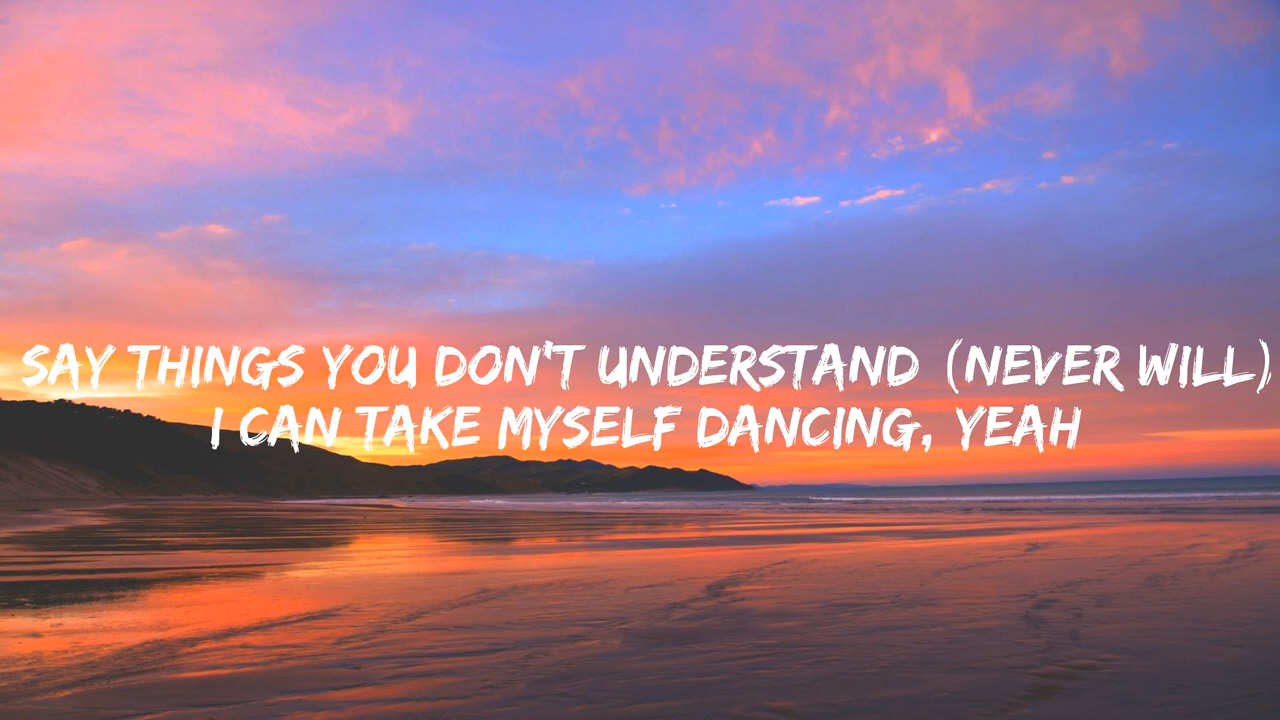 SAY THINGS YOU DON'T UNDERSTAND (NEVER WILL)
I CAN TAKE MYSELF DANCING, YEAH